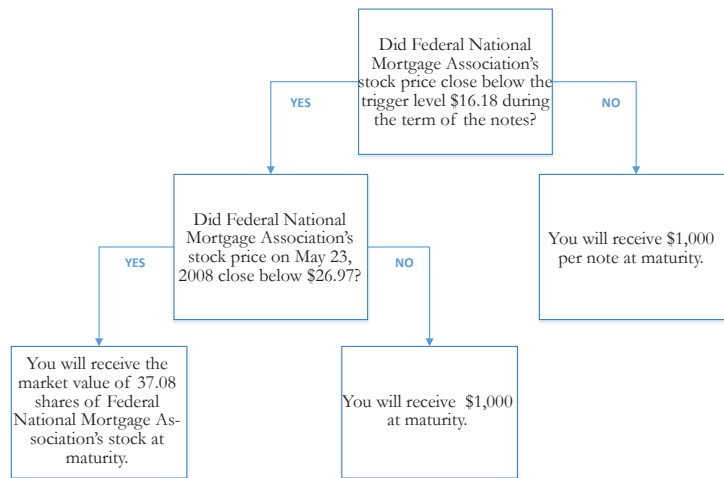 Did Federal National
Mortgage Association's
stock price close below the
trigger level $16.18 during
the term of the notes?
YES
NO
Did Federal National
Mortgage Association's
stock price on May 23,
2008 close below $26.97?
You will receive $1,000
per note at maturity.
YES
NO
You will receive the
market value of 37.08
shares of Federal
National Mortgage As-
sociation's stock at
maturity.
You will receive $1,000
at maturity.